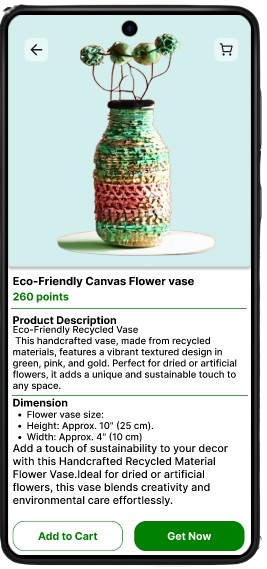 Eco-Friendly Canvas Flower vase
260 points
Product Description
Eco-Friendly Recycled Vase
This handcrafted vase, made from recycled
materials, features a vibrant textured design in
green, pink, and gold. Perfect for dried or artificial
flowers, it adds a unique and sustainable touch to
any space.
Dimension
• Flower vase size:
• Height: Approx. 10" (25 cm).
• Width: Approx. 4" (10 cm)
Add a touch of sustainability to your decor
with this Handcrafted Recycled Material
Flower Vase.Ideal for dried or artificial
flowers, this vase blends creativity and
environmental care effortlessly.
Add to Cart
Get Now